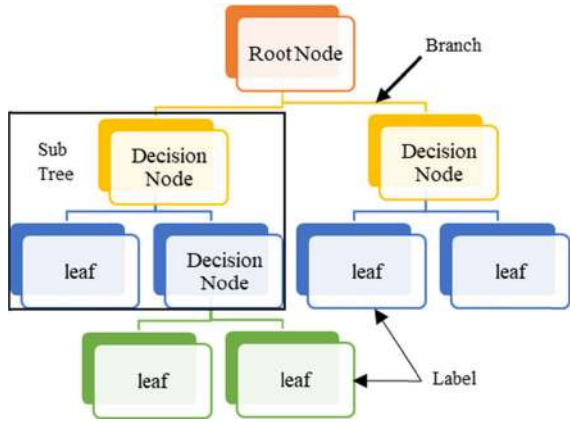 Root Node
Branch
Sub
Tree
Decision
Node
Decision
Node
leaf
Decision
Node
leaf
leaf
leaf
leaf
Label